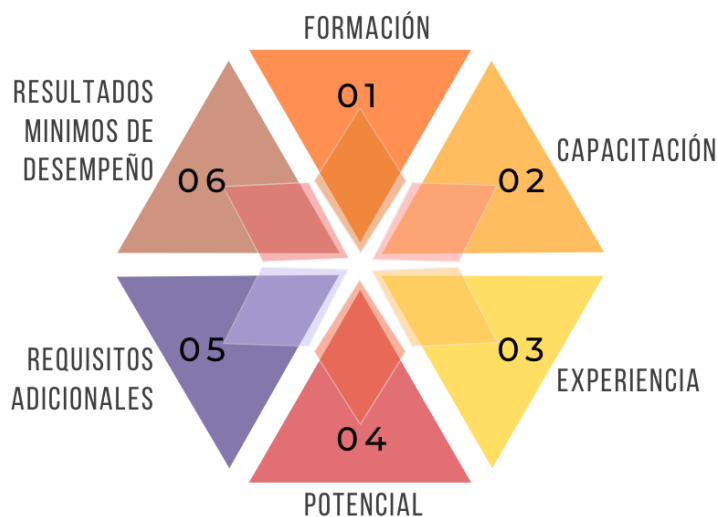 FORMACIÓN
01
CAPACITACIÓN
02
EXPERIENCIA
03
POTENCIAL
04
REQUISITOS
ADICIONALES
05
RESULTADOS
MINIMOS DE
DESEMPEÑO
06